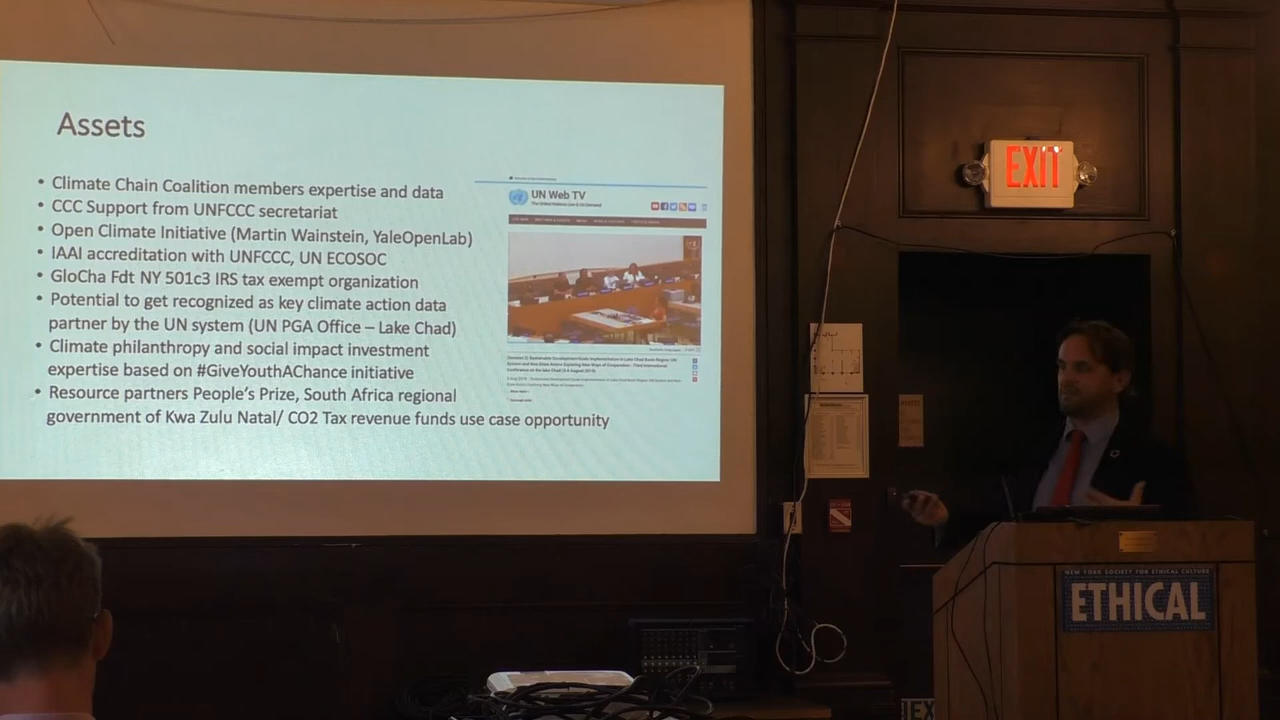 Assets
• Climate Chain Coalition members expertise and data
• CCC Support from UNFCCC secretariat
• Open Climate Initiative (Martin Wainstein, YaleOpenLab)
• IAAI accreditation with UNFCCC, UN ECOSOC
• GloCha Fdt NY 501c3 IRS tax exempt organization
• Potential to get recognized as key climate action data
partner by the UN system (UN PGA Office – Lake Chad)
• Climate philanthropy and social impact investment
expertise based on #GiveYouthAChance initiative
• Resource partners People's Prize, South Africa regional
government of Kwa Zulu Natal/ CO2 Tax revenue funds use case opportunity
UN Web TV
EXIT
NEW YORK SOCIETY FOR ETHICAL CULTURE
ETHICAL